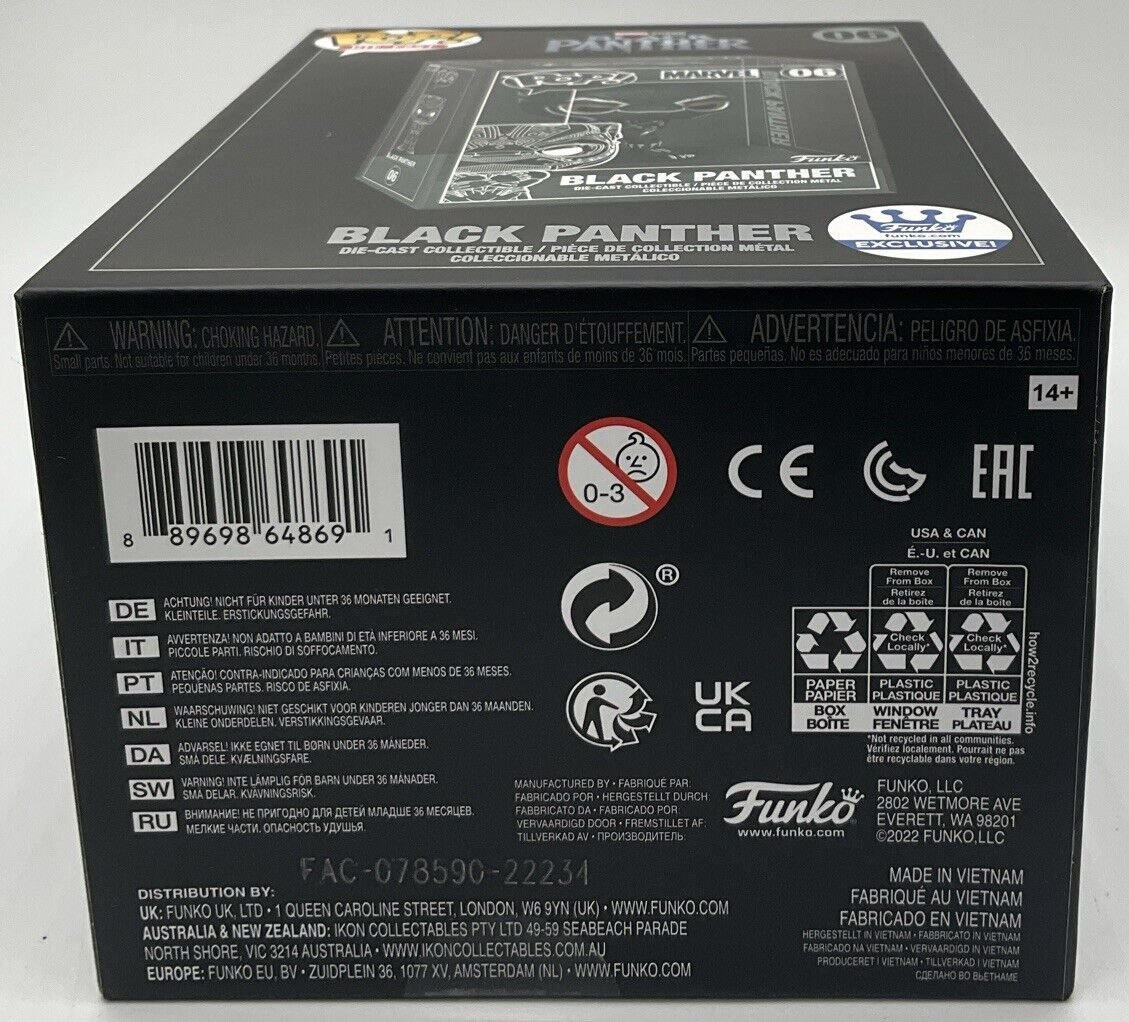 POP!
PANTHER
06
POP!
MARVEL
06
BLACK PANTHER
06
BLACK PANTHER
Funko
BLACK PANTHER
DIE-CAST COLLECTIBLE / PIÈCE DE COLLECTION MÉTAL
COLECCIONABLE METÁLICO
BLACK PANTHER
DIE-CAST COLLECTIBLE / PIÈCE DE COLLECTION MÉTAL
COLECCIONABLE METÁLICO
Funko
funko.com
EXCLUSIVE!
WARNING: CHOKING HAZARD.
Small parts. Not suitable for children under 36 months.
ATTENTION: DANGER D'ÉTOUFFEMENT.
Petites pièces. Ne convient pas aux enfants de moins de 36 mois.
ADVERTENCIA: PELIGRO DE ASFIXIA.
Partes pequeñas. No es adecuado para niños menores de 36 meses.
14+
8 89698 64869 1
0-3
CE
EAC
USA & CAN
É.-U. et CAN
Remove From Box
Retirez de la boîte
Remove From Box
Retirez de la boîte
Check Locally*
Check Locally*
PAPER PAPIER
PLASTIC PLASTIQUE
PLASTIC PLASTIQUE
BOX BOÎTE
WINDOW FENÊTRE
TRAY PLATEAU
how2recycle.info
*Not recycled in all communities.
Vérifiez localement. Pourrait ne pas
être recyclable dans votre région.
®
UK
CA
DE ACHTUNG! NICHT FÜR KINDER UNTER 36 MONATEN GEEIGNET.
KLEINTEILE. ERSTICKUNGSGEFAHR.
IT AVVERTENZA! NON ADATTO A BAMBINI DI ETÀ INFERIORE A 36 MESI.
PICCOLE PARTI. RISCHIO DI SOFFOCAMENTO.
PT ATENÇÃO! CONTRA-INDICADO PARA CRIANÇAS COM MENOS DE 36 MESES.
PEQUENAS PARTES. RISCO DE ASFIXIA.
NL WAARSCHUWING! NIET GESCHIKT VOOR KINDEREN JONGER DAN 36 MAANDEN.
KLEINE ONDERDELEN. VERSTIKKINGSGEVAAR.
DA ADVARSEL! IKKE EGNET TIL BORN UNDER 36 MÅNEDER.
SMÅ DELE. KVÆLNINGSFARE.
SW VARNING! INTE LÄMPLIG FÖR BARN UNDER 36 MÅNADER.
SMÅ DELAR. KVÄVNINGSRISK.
RU ВНИМАНИЕ! НЕ ПРИГОДНО ДЛЯ ДЕТЕЙ МЛАДШЕ 36 МЕСЯЦЕВ.
МЕЛКИЕ ЧАСТИ. ОПАСНОСТЬ УДУШЬЯ.
MANUFACTURED BY • FABRIQUÉ PAR:
FABRICADO POR • HERGESTELLT DURCH:
FABBRICATO DA • FABRICADO POR:
VERVAARDIGD DOOR • FREMSTILLET AF:
TILLVERKAD AV • ПРОИЗВОДИТЕЛЬ:
Funko
www.funko.com
FUNKO, LLC
2802 WETMORE AVE
EVERETT, WA 98201
©2022 FUNKO,LLC
FAC-078590-22234
DISTRIBUTION BY:
UK: FUNKO UK, LTD • 1 QUEEN CAROLINE STREET, LONDON, W6 9YN (UK) • WWW.FUNKO.COM
AUSTRALIA & NEW ZEALAND: IKON COLLECTABLES PTY LTD 49-59 SEABEACH PARADE
NORTH SHORE, VIC 3214 AUSTRALIA • WWW.IKONCOLLECTABLES.COM.AU
EUROPE: FUNKO EU, BV • ZUIDPLEIN 36, 1077 XV, AMSTERDAM (NL) • WWW.FUNKO.COM
MADE IN VIETNAM
FABRIQUÉ AU VIETNAM
FABRICADO EN VIETNAM
HERGESTELLT IN VIETNAM • FABBRICATO IN VIETNAM
FABRICADO NA VIETNAM • VERVAARDIGD IN VIETNAM
PRODUCERET I VIETNAM • TILLVERKAD I VIETNAM
СДЕЛАНО ВО ВЬЕТНАМЕ